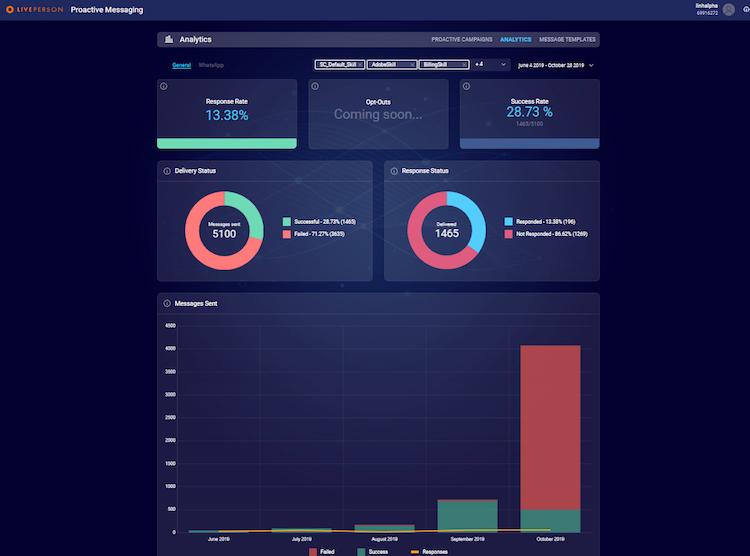 LIVEPERSON Proactive Messaging
linhalpha
69916272
Analytics
PROACTIVE CAMPAIGNS ANALYTICS MESSAGE TEMPLATES
General WhatsApp
SC_Default_Skill × AdobeSkill × BillingSkill × + 4
june 4 2019 - October 28 2019
Response Rate
13.38%
Opt-Outs
Coming soon...
Success Rate
28.73 %
1465/5100
Delivery Status
Messages sent
5100
Successful - 28.73% (1465)
Failed - 71.27% (3635)
Response Status
Delivered
1465
Responded - 13.38% (196)
Not Responded - 86.62% (1269)
Messages Sent
4500
4000
3500
3000
2500
2000
1500
1000
500
0
June 2019 July 2019 August 2019 September 2019 October 2019
Failed Success Responses